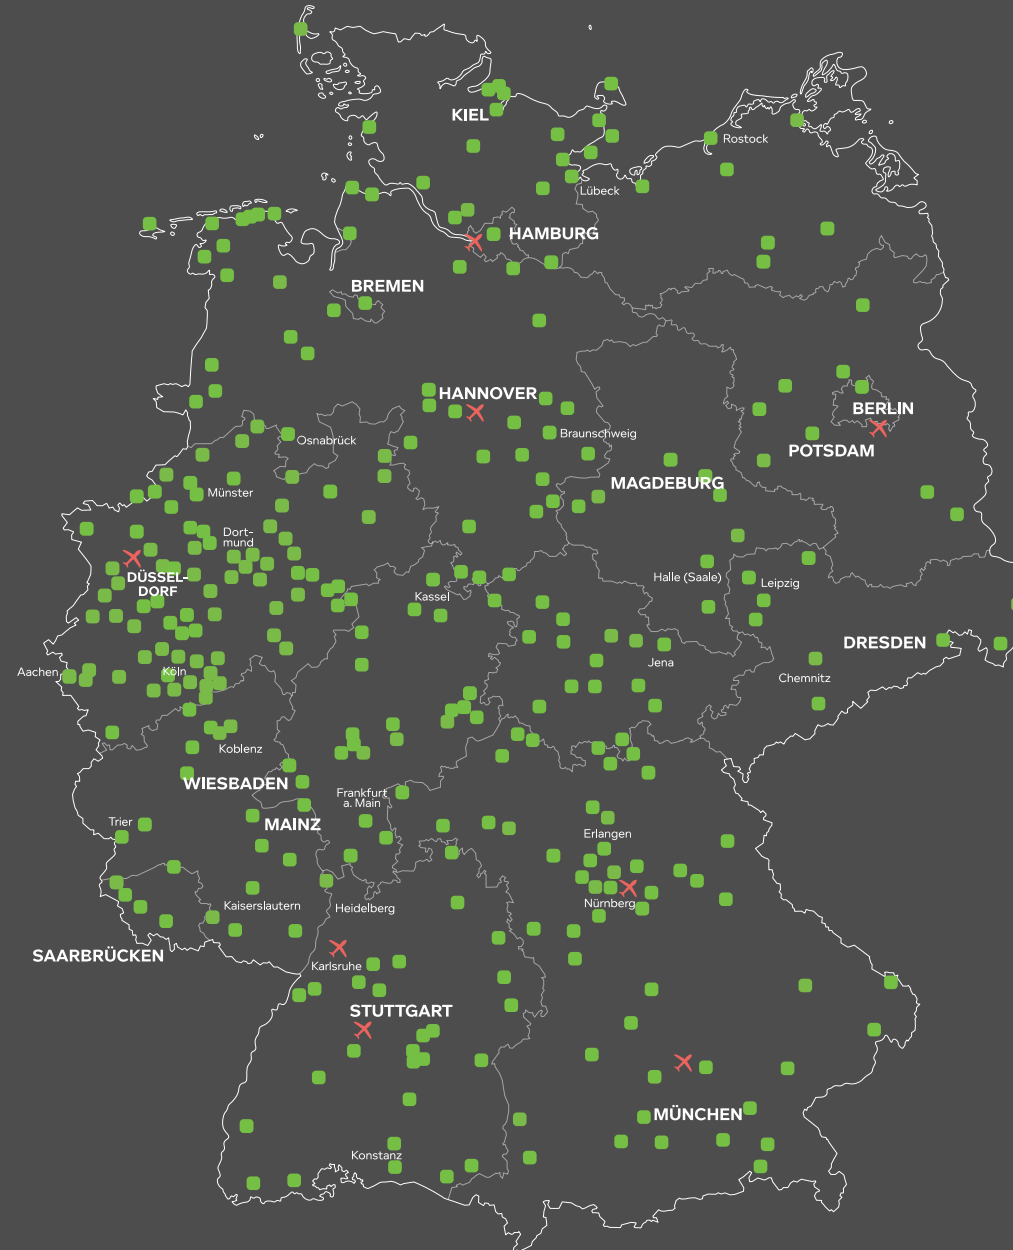 KIEL
Rostock
Lübeck
HAMBURG
BREMEN
HANNOVER
BERLIN
Osnabrück
Braunschweig
POTSDAM
MAGDEBURG
Münster
Dort-
mund
DÜSSEL-
DORF
Halle (Saale)
Leipzig
Kassel
DRESDEN
Jena
Aachen
Köln
Chemnitz
Koblenz
WIESBADEN
Frankfurt
a. Main
Trier
MAINZ
Erlangen
Nürnberg
Kaiserslautern
Heidelberg
SAARBRÜCKEN
Karlsruhe
STUTTGART
MÜNCHEN
Konstanz